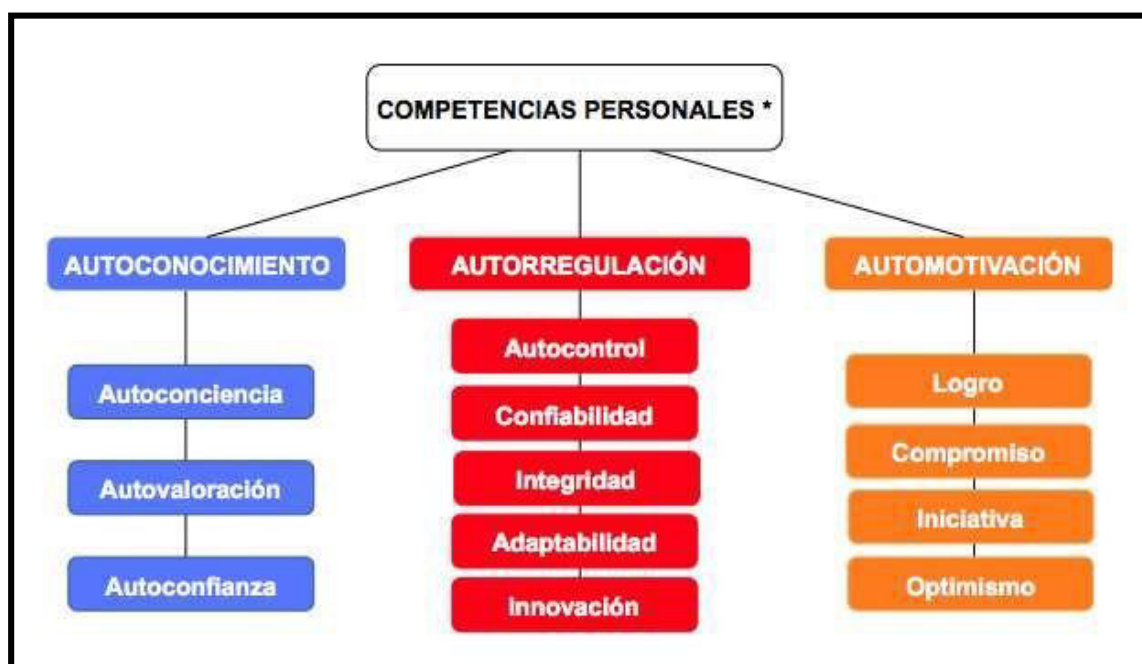 COMPETENCIAS PERSONALES *
AUTOCONOCIMIENTO
Autoconciencia
Autovaloración
Autoconfianza
AUTORREGULACIÓN
Autocontrol
Confiabilidad
Integridad
Adaptabilidad
Innovación
AUTOMOTIVACIÓN
Logro
Compromiso
Iniciativa
Optimismo